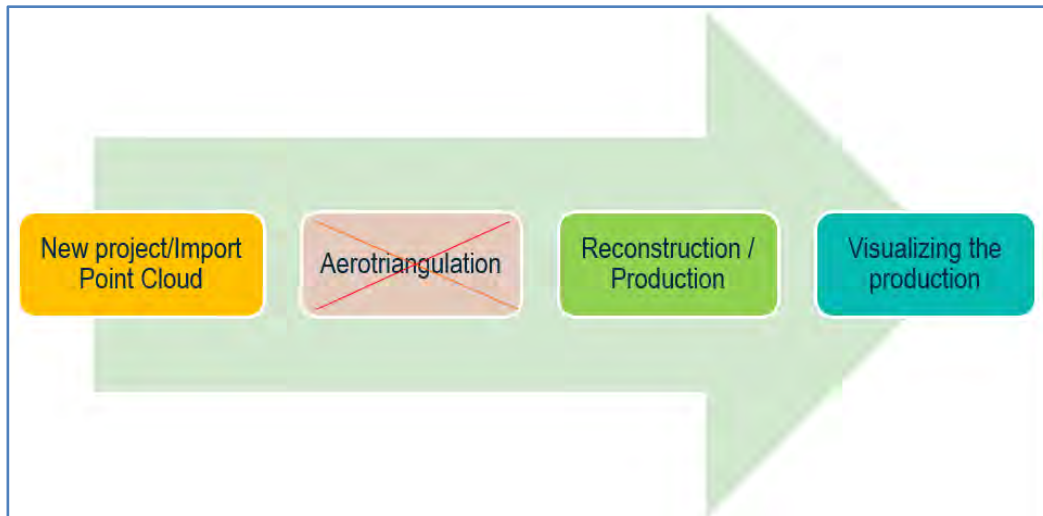 New project/Import
Point Cloud
Aerotriangulation
Reconstruction /
Production
Visualizing the
production